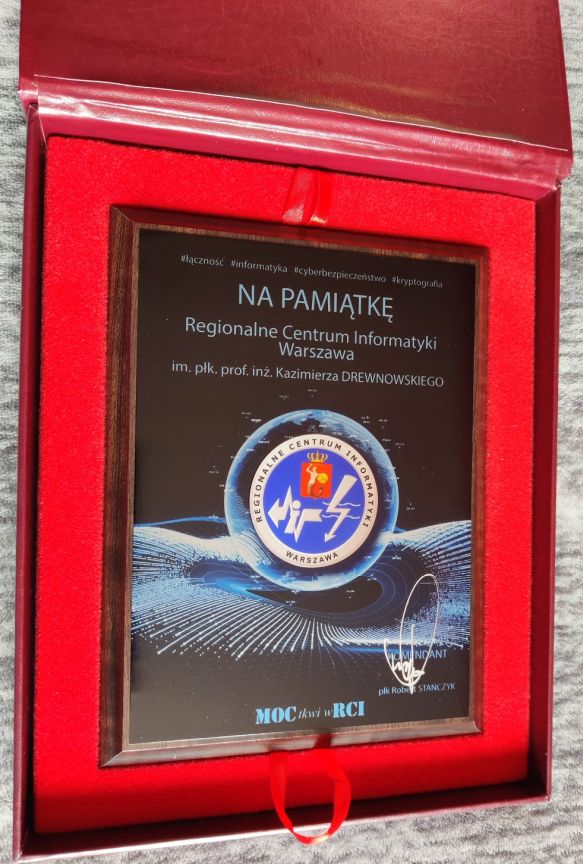 #łączność #informatyka #cyberbezpieczeństwo #kryptografia
NA PAMIĄTKĘ
Regionalne Centrum Informatyki
Warszawa
im. płk. prof. inż. Kazimierza DREWNOWSKIEGO
REGIONALNE CENTRUM INFORMATYKI
WARSZAWA
KOMENDANT
płk Robert STAŃCZYK
MOC tkwi w RCI